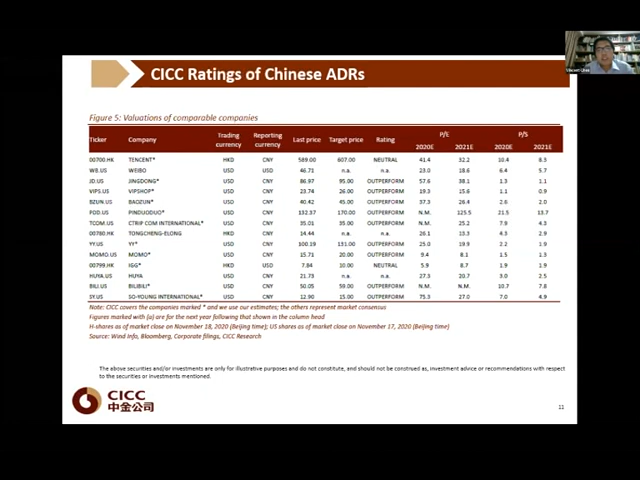 CICC Ratings of Chinese ADRs
Figure 5: Valuations of comparable companies
Ticker Company Trading currency Reporting currency Last price Target price Rating P/E 2020E 2021E P/S 2020E 2021E
00700.HK TENCENT* HKD CNY 589.00 607.00 NEUTRAL 41.4 32.2 10.4 8.3
WB.US WEIBO USD USD 46.71 n.a. n.a. 23.0 18.6 6.4 5.7
JD.US JINGDONG* USD CNY 86.97 95.00 OUTPERFORM 57.6 38.1 1.3 1.1
VIPS.US VIPSHOP* USD CNY 23.74 26.00 OUTPERFORM 19.3 15.6 1.1 0.9
BZUN.US BAOZUN* USD CNY 40.42 45.00 OUTPERFORM 37.3 26.4 2.6 2.0
PDD.US PINDUODUO* USD CNY 132.37 170.00 OUTPERFORM N.M. 125.5 21.5 13.7
TCOM.US CTRIP COM INTERNATIONAL* USD CNY 35.01 35.00 OUTPERFORM N.M. 25.2 7.9 4.3
00780.HK TONGCHENG-ELONG HKD CNY 14.44 n.a. n.a. 26.1 13.3 4.3 2.9
YY.US YY* USD CNY 100.19 131.00 OUTPERFORM 25.0 19.9 2.2 1.9
MOMO.US MOMO* USD CNY 15.71 20.00 OUTPERFORM 9.4 8.1 1.5 1.3
00799.HK IGG* HKD USD 7.84 10.00 NEUTRAL 5.9 8.7 1.9 1.9
HUYA.US HUYA USD CNY 21.73 n.a. n.a. 27.3 20.7 3.0 2.5
BILI.US BILIBILI* USD CNY 50.05 59.00 OUTPERFORM N.M. N.M. 10.7 7.8
SY.US SO-YOUNG INTERNATIONAL* USD CNY 12.90 15.00 OUTPERFORM 75.3 27.0 7.0 4.9
Note: CICC covers the companies marked * and we use our estimates; the others represent market consensus
Figures marked with (a) are for the next year following that shown in the column head
H-shares as of market close on November 18, 2020 (Beijing time); US shares as of market close on November 17, 2020 (Beijing time)
Source: Wind Info, Bloomberg, Corporate filings, CICC Research
The above securities and/or investments are only for illustrative purposes and do not constitute, and should not be construed as, investment advice or recommendations with respect
to the securities or investments mentioned.
CICC
中金公司
11